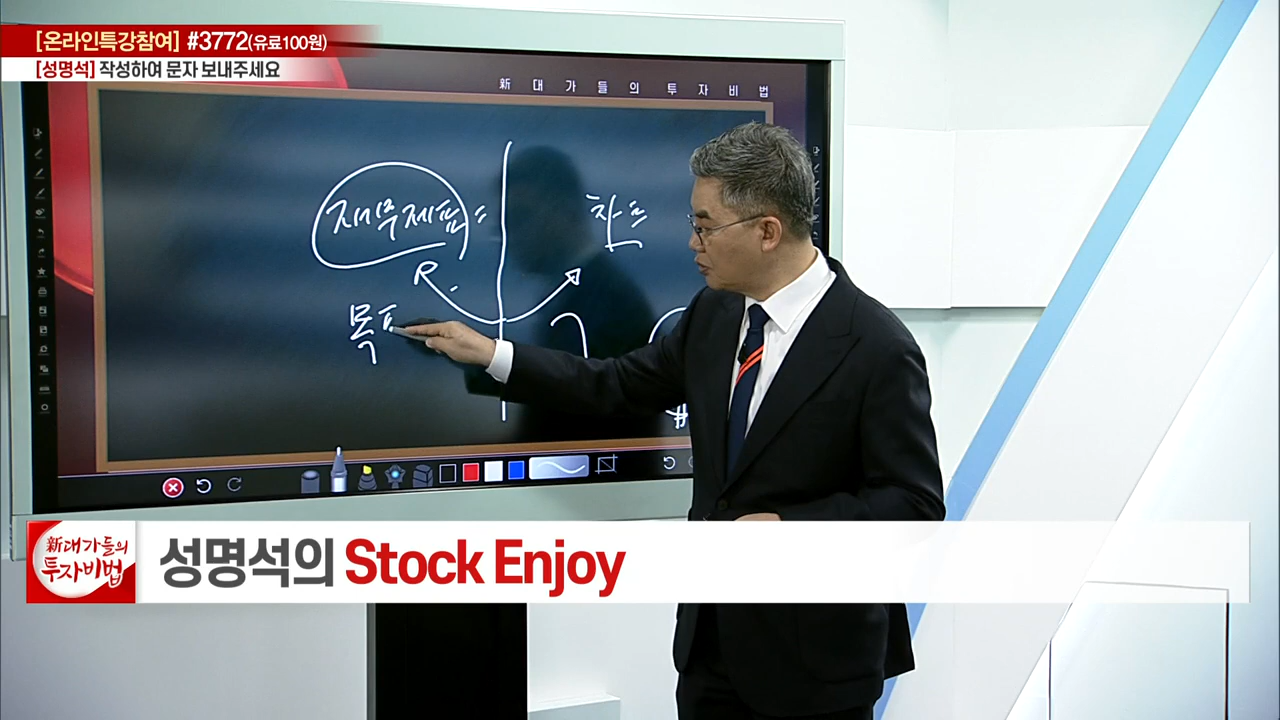 [온라인특강참여] #3772(유료100원)
[성명석] 작성하여 문자 보내주세요
新 대 가 들 의 투 자 비 법
재무제표
차트
목표
新대가들의
투자비법
성명석의 Stock Enjoy